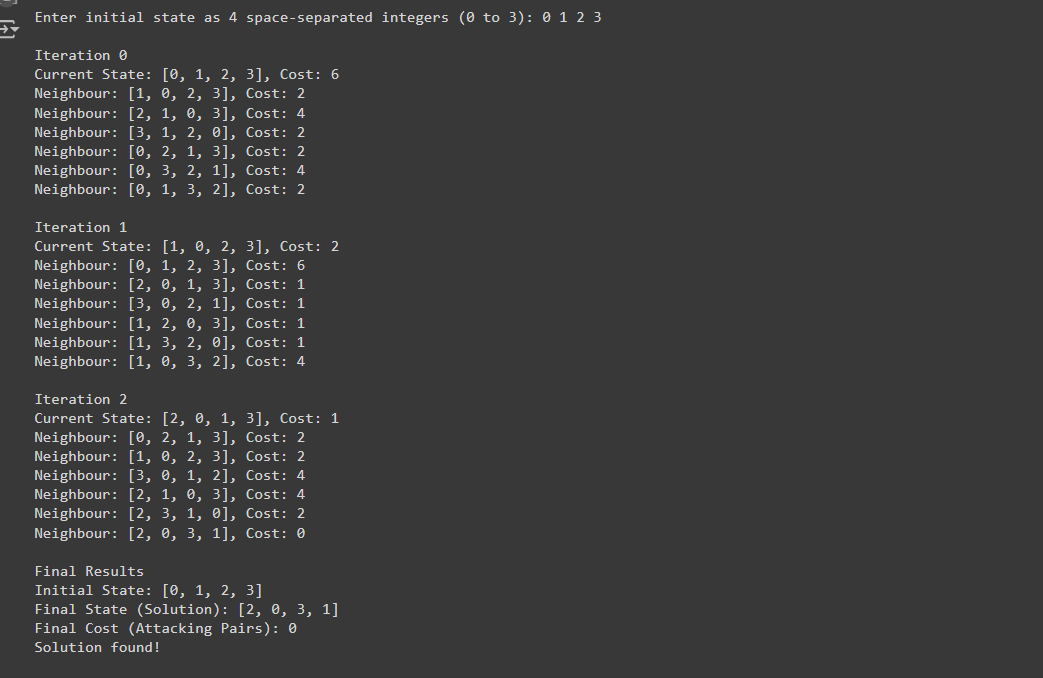 Enter initial state as 4 space-separated integers (0 to 3): 0 1 2 3
Iteration 0
Current State: [0, 1, 2, 3], Cost: 6
Neighbour: [1, 0, 2, 3], Cost: 2
Neighbour: [2, 1, 0, 3], Cost: 4
Neighbour: [3, 1, 2, 0], Cost: 2
Neighbour: [0, 2, 1, 3], Cost: 2
Neighbour: [0, 3, 2, 1], Cost: 4
Neighbour: [0, 1, 3, 2], Cost: 2
Iteration 1
Current State: [1, 0, 2, 3], Cost: 2
Neighbour: [0, 1, 2, 3], Cost: 6
Neighbour: [2, 0, 1, 3], Cost: 1
Neighbour: [3, 0, 2, 1], Cost: 1
Neighbour: [1, 2, 0, 3], Cost: 1
Neighbour: [1, 3, 2, 0], Cost: 1
Neighbour: [1, 0, 3, 2], Cost: 4
Iteration 2
Current State: [2, 0, 1, 3], Cost: 1
Neighbour: [0, 2, 1, 3], Cost: 2
Neighbour: [1, 0, 2, 3], Cost: 2
Neighbour: [3, 0, 1, 2], Cost: 4
Neighbour: [2, 1, 0, 3], Cost: 4
Neighbour: [2, 3, 1, 0], Cost: 2
Neighbour: [2, 0, 3, 1], Cost: 0
Final Results
Initial State: [0, 1, 2, 3]
Final State (Solution): [2, 0, 3, 1]
Final Cost (Attacking Pairs): 0
Solution found!